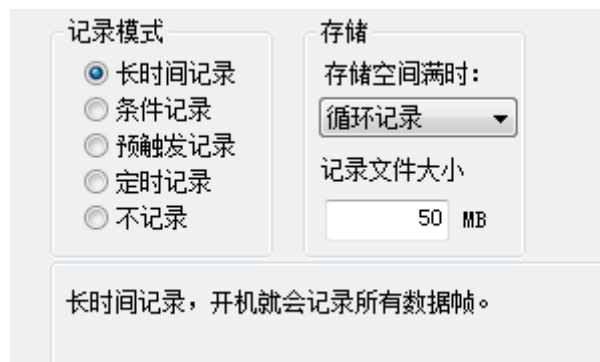 记录模式
长时间记录
条件记录
预触发记录
定时记录
不记录
存储
存储空间满时：
循环记录
记录文件大小
50 MB
长时间记录，开机就会记录所有数据帧。